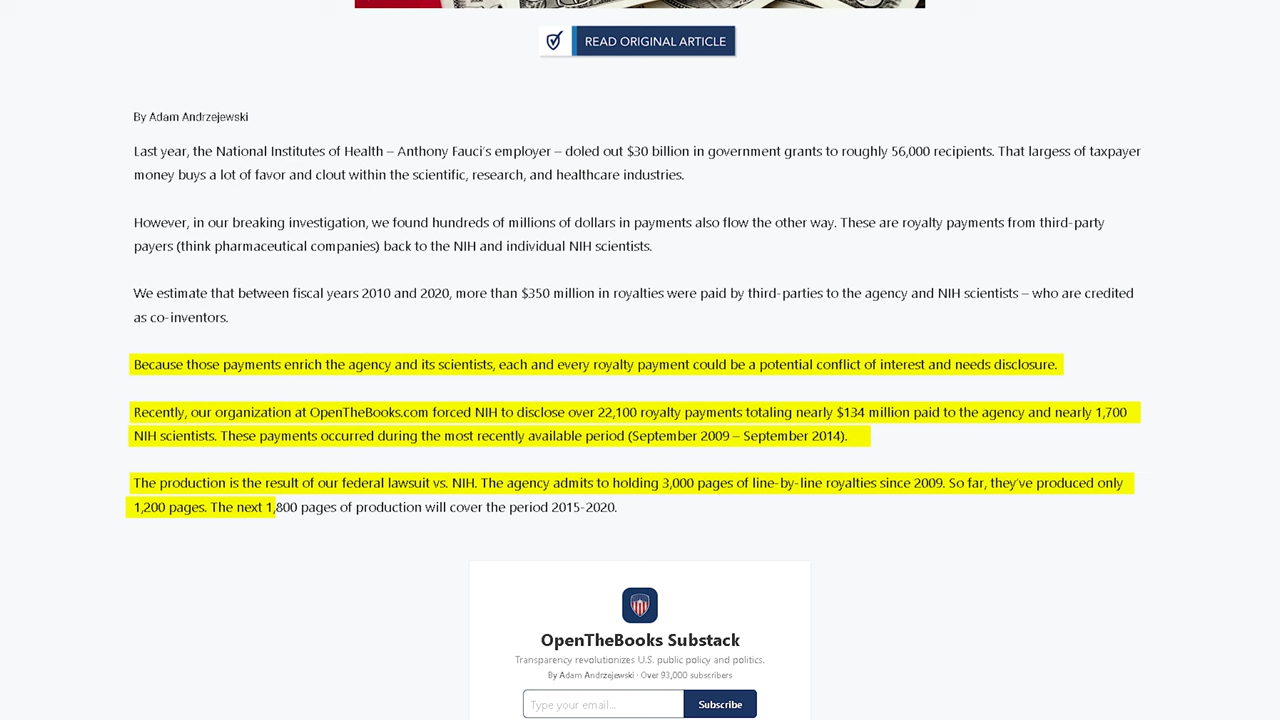 READ ORIGINAL ARTICLE
By Adam Andrzejewski
Last year, the National Institutes of Health – Anthony Fauci's employer – doled out $30 billion in government grants to roughly 56,000 recipients. That largess of taxpayer
money buys a lot of favor and clout within the scientific, research, and healthcare industries.
However, in our breaking investigation, we found hundreds of millions of dollars in payments also flow the other way. These are royalty payments from third-party
payers (think pharmaceutical companies) back to the NIH and individual NIH scientists.
We estimate that between fiscal years 2010 and 2020, more than $350 million in royalties were paid by third-parties to the agency and NIH scientists – who are credited
as co-inventors.
Because those payments enrich the agency and its scientists, each and every royalty payment could be a potential conflict of interest and needs disclosure.
Recently, our organization at OpenTheBooks.com forced NIH to disclose over 22,100 royalty payments totaling nearly $134 million paid to the agency and nearly 1,700
NIH scientists. These payments occurred during the most recently available period (September 2009 – September 2014).
The production is the result of our federal lawsuit vs. NIH. The agency admits to holding 3,000 pages of line-by-line royalties since 2009. So far, they've produced only
1,200 pages. The next 1,800 pages of production will cover the period 2015-2020.
OpenTheBooks Substack
Transparency revolutionizes U.S. public policy and politics.
By Adam Andrzejewski · Over 93,000 subscribers
Type your email...
Subscribe